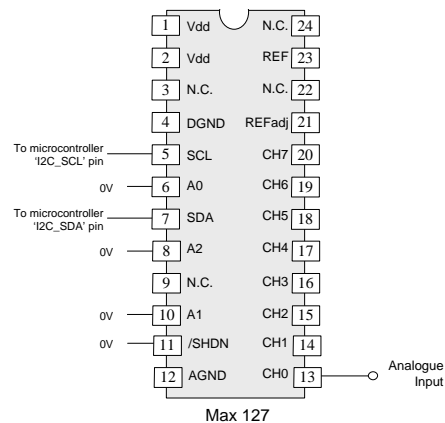 1 Vdd N.C. 24
2 Vdd REF 23
3 N.C. N.C. 22
4 DGND REFadj 21
To microcontroller
'I2C_SCL' pin
5 SCL CH7 20
0V 6 A0 CH6 19
To microcontroller
'I2C_SDA' pin
7 SDA CH5 18
0V 8 A2 CH4 17
9 N.C. CH3 16
0V 10 A1 CH2 15
0V 11 /SHDN CH1 14
12 AGND CH0 13
Analogue
Input
Max 127